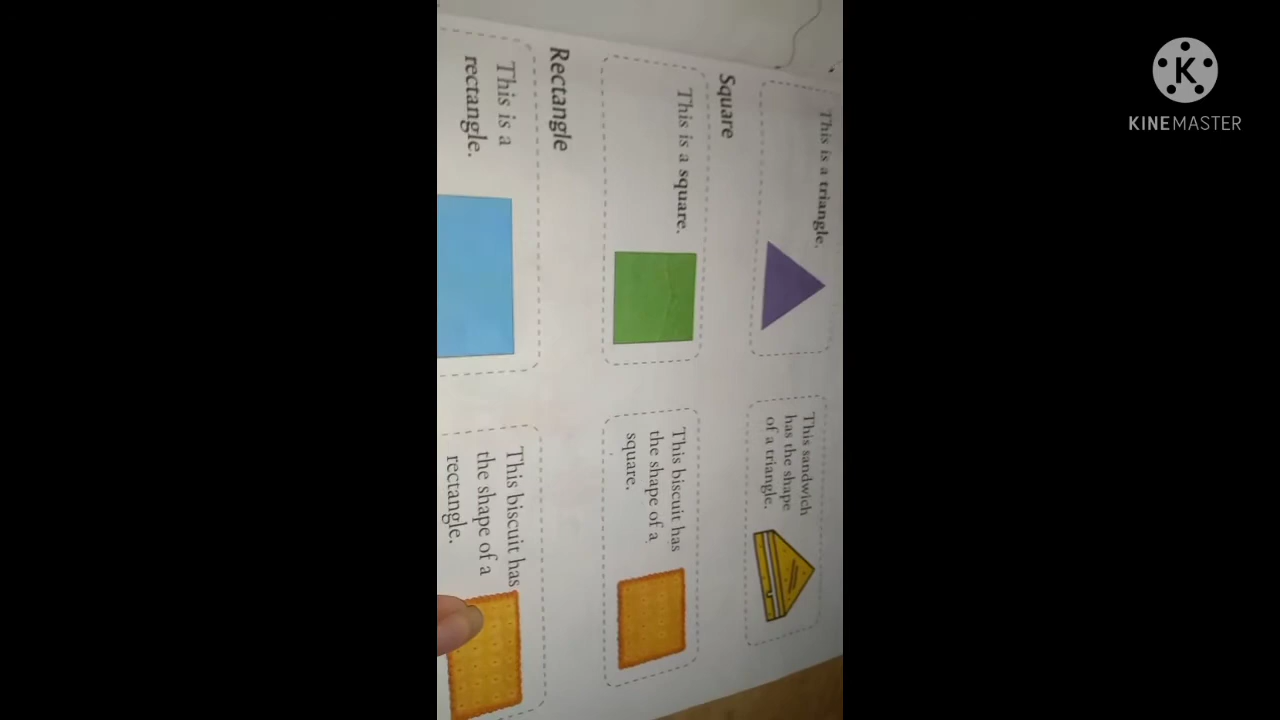 This is a triangle.
This sandwich
has the shape
of a triangle.
Square
This is a square.
This biscuit has
the shape of a
square.
Rectangle
This is a
rectangle.
This biscuit has
the shape of a
rectangle.
KINEMASTER